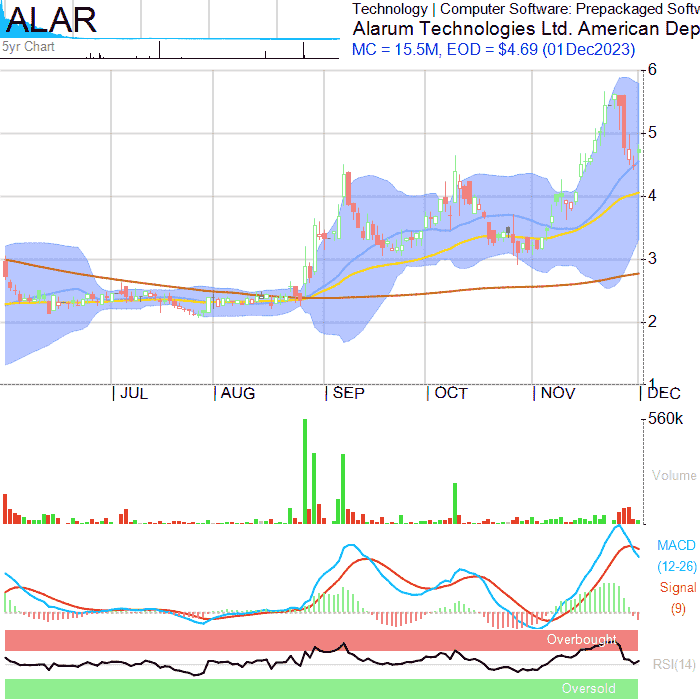 ALAR
5yr Chart
Technology | Computer Software: Prepackaged Softw
Alarum Technologies Ltd. American Dep
MC = 15.5M, EOD = $4.69 (01Dec2023)
6
5
4
3
2
1
JUL AUG SEP OCT NOV DEC
560k
Volume
MACD
(12-26)
Signal
(9)
Overbought
RSI(14)
Oversold